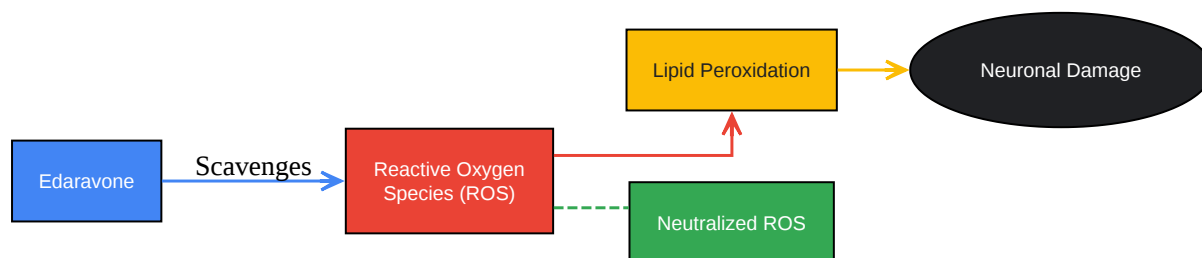 Edaravone
Scavenges
Reactive Oxygen
Species (ROS)
Lipid Peroxidation
Neuronal Damage
Neutralized ROS